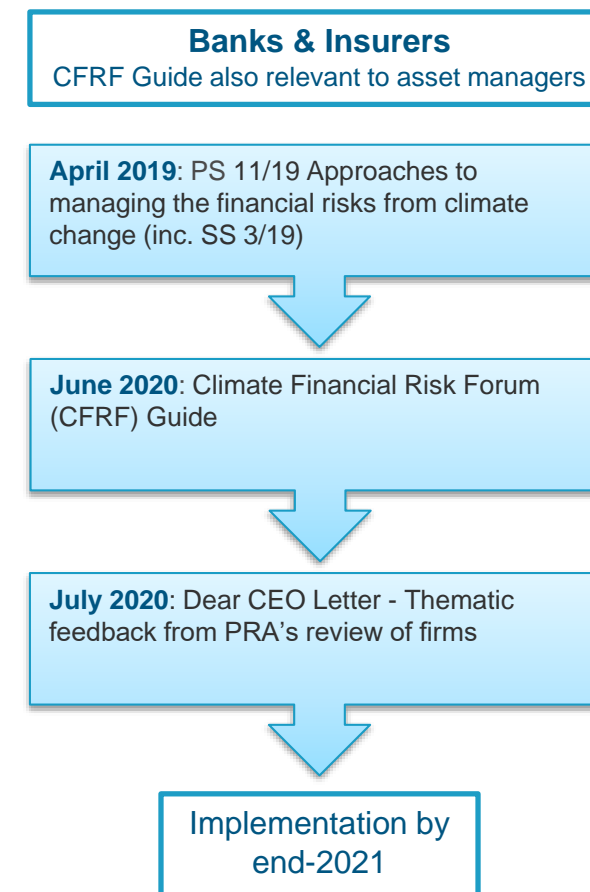 Banks & Insurers
CFRF Guide also relevant to asset managers
April 2019: PS 11/19 Approaches to
managing the financial risks from climate
change (inc. SS 3/19)
June 2020: Climate Financial Risk Forum
(CFRF) Guide
July 2020: Dear CEO Letter - Thematic
feedback from PRA’s review of firms
Implementation by
end-2021